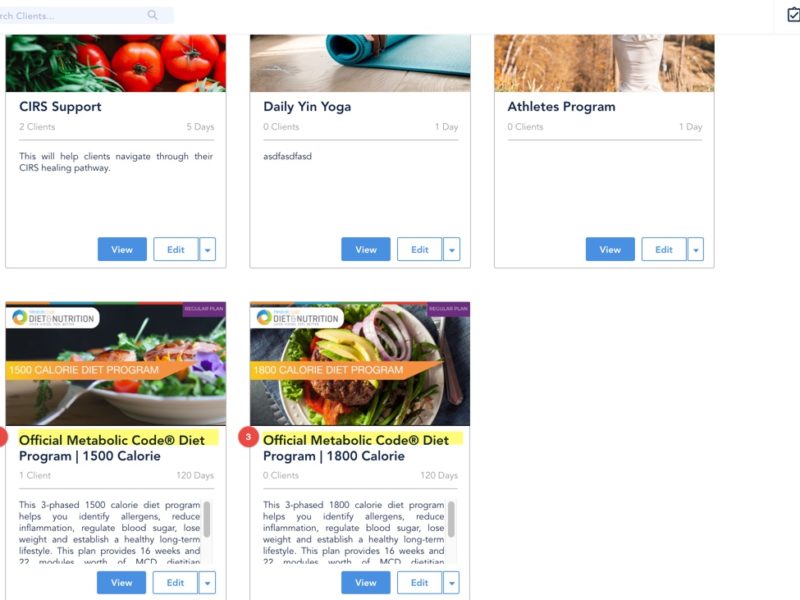 rch Clients...
CIRS Support
2 Clients 5 Days
This will help clients navigate through their
CIRS healing pathway.
View Edit
Daily Yin Yoga
0 Clients 1 Day
asdfasdfasd
View Edit
Athletes Program
0 Clients 1 Day
View Edit
DIET&NUTRITION
REGULAR PLAN
1500 CALORIE DIET PROGRAM
Official Metabolic Code® Diet
Program | 1500 Calorie
1 Client 120 Days
This 3-phased 1500 calorie diet program
helps you identify allergens, reduce
inflammation, regulate blood sugar, lose
weight and establish a healthy long-term
lifestyle. This plan provides 16 weeks and
22 modules worth of MCD dietitian
View Edit
DIET&NUTRITION
REGULAR PLAN
1800 CALORIE DIET PROGRAM
3
Official Metabolic Code® Diet
Program | 1800 Calorie
0 Clients 120 Days
This 3-phased 1800 calorie diet program
helps you identify allergens, reduce
inflammation, regulate blood sugar, lose
weight and establish a healthy long-term
lifestyle. This plan provides 16 weeks and
22 modules worth of MCD dietitian
View Edit